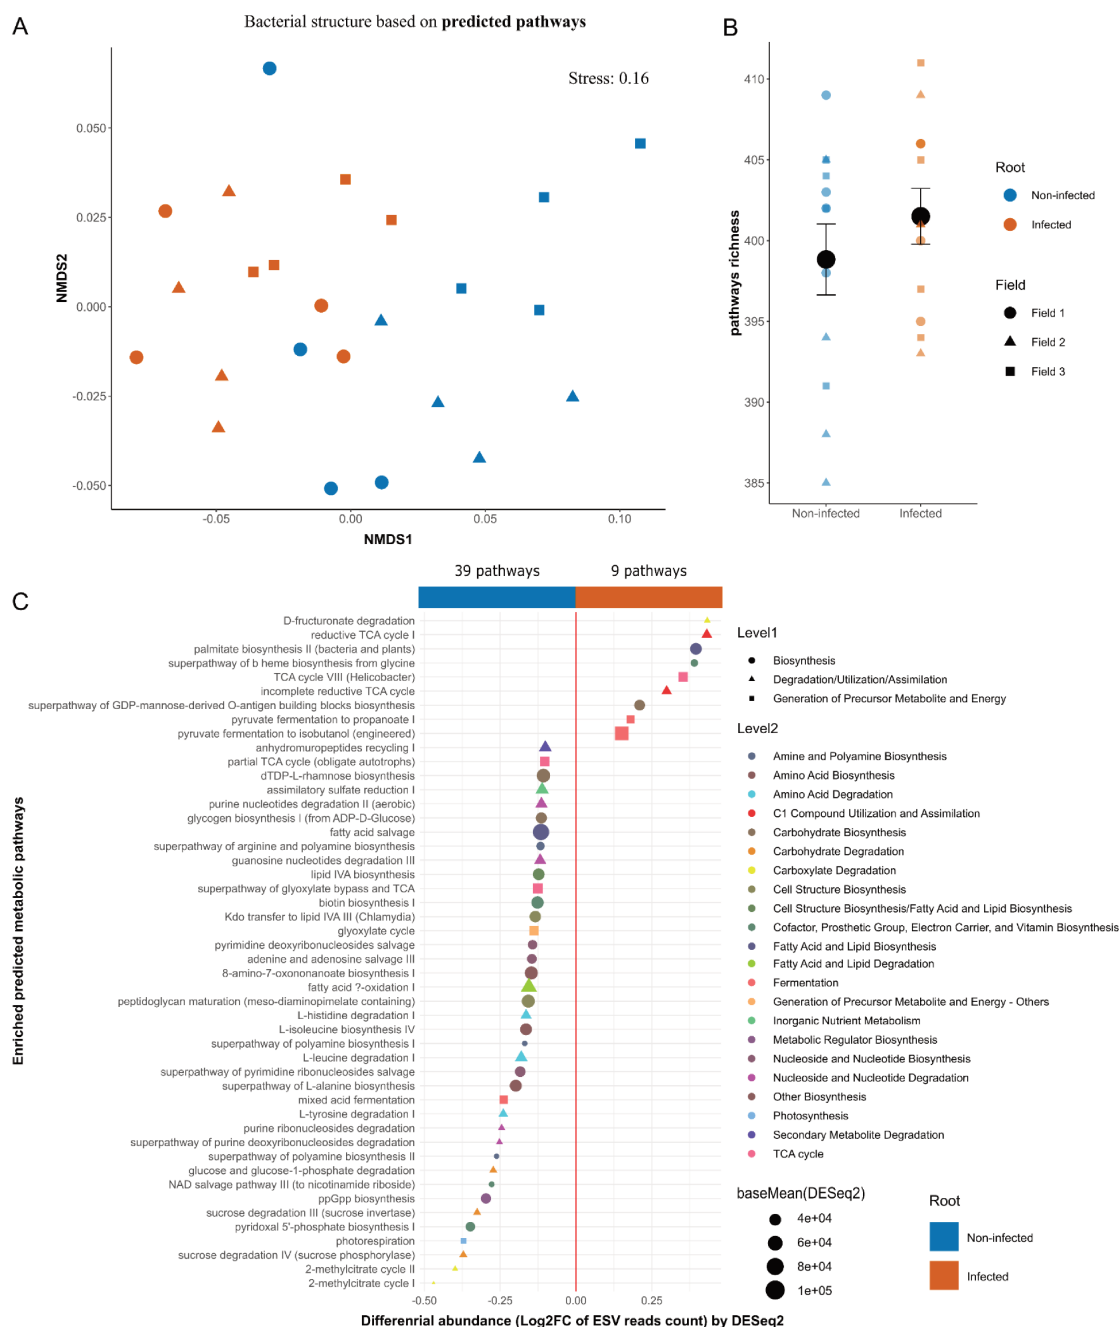 A
Bacterial structure based on predicted pathways
Stress: 0.16
NMDS2
0.050
0.025
0.000
-0.025
-0.050
-0.05
0.00
0.05
0.10
NMDS1
B
pathways richness
410
405
400
395
390
385
Non-infected
Infected
Root
Non-infected
Infected
Field
Field 1
Field 2
Field 3
C
39 pathways
9 pathways
Enriched predicted metabolic pathways
D-fructuronate degradation
reductive TCA cycle I
palmitate biosynthesis II (bacteria and plants)
superpathway of b heme biosynthesis from glycine
TCA cycle VIII (Helicobacter)
incomplete reductive TCA cycle
superpathway of GDP-mannose-derived O-antigen building blocks biosynthesis
pyruvate fermentation to propanoate I
pyruvate fermentation to isobutanol (engineered)
anhydromuropeptides recycling I
partial TCA cycle (obligate autotrophs)
dTDP-L-rhamnose biosynthesis
assimilatory sulfate reduction I
purine nucleotides degradation II (aerobic)
glycogen biosynthesis I (from ADP-D-Glucose)
fatty acid salvage
superpathway of arginine and polyamine biosynthesis
guanosine nucleotides degradation III
lipid IVA biosynthesis
superpathway of glyoxylate bypass and TCA
biotin biosynthesis I
Kdo transfer to lipid IVA III (Chlamydia)
glyoxylate cycle
pyrimidine deoxyribonucleosides salvage
adenine and adenosine salvage III
8-amino-7-oxononanoate biosynthesis I
fatty acid ?-oxidation I
peptidoglycan maturation (meso-diaminopimelate containing)
L-histidine degradation I
L-isoleucine biosynthesis IV
superpathway of polyamine biosynthesis I
L-leucine degradation I
superpathway of pyrimidine ribonucleosides salvage
superpathway of L-alanine biosynthesis
mixed acid fermentation
L-tyrosine degradation I
purine ribonucleosides degradation
superpathway of purine deoxyribonucleosides degradation
superpathway of polyamine biosynthesis II
glucose and glucose-1-phosphate degradation
NAD salvage pathway III (to nicotinamide riboside)
ppGpp biosynthesis
sucrose degradation III (sucrose invertase)
pyridoxal 5'-phosphate biosynthesis I
photorespiration
sucrose degradation IV (sucrose phosphorylase)
2-methylcitrate cycle II
2-methylcitrate cycle I
-0.50
-0.25
0.00
0.25
Differenrial abundance (Log2FC of ESV reads count) by DESeq2
Level1
Biosynthesis
Degradation/Utilization/Assimilation
Generation of Precursor Metabolite and Energy
Level2
Amine and Polyamine Biosynthesis
Amino Acid Biosynthesis
Amino Acid Degradation
C1 Compound Utilization and Assimilation
Carbohydrate Biosynthesis
Carbohydrate Degradation
Carboxylate Degradation
Cell Structure Biosynthesis
Cell Structure Biosynthesis/Fatty Acid and Lipid Biosynthesis
Cofactor, Prosthetic Group, Electron Carrier, and Vitamin Biosynthesis
Fatty Acid and Lipid Biosynthesis
Fatty Acid and Lipid Degradation
Fermentation
Generation of Precursor Metabolite and Energy - Others
Inorganic Nutrient Metabolism
Metabolic Regulator Biosynthesis
Nucleoside and Nucleotide Biosynthesis
Nucleoside and Nucleotide Degradation
Other Biosynthesis
Photosynthesis
Secondary Metabolite Degradation
TCA cycle
baseMean(DESeq2)
4e+04
6e+04
8e+04
1e+05
Root
Non-infected
Infected